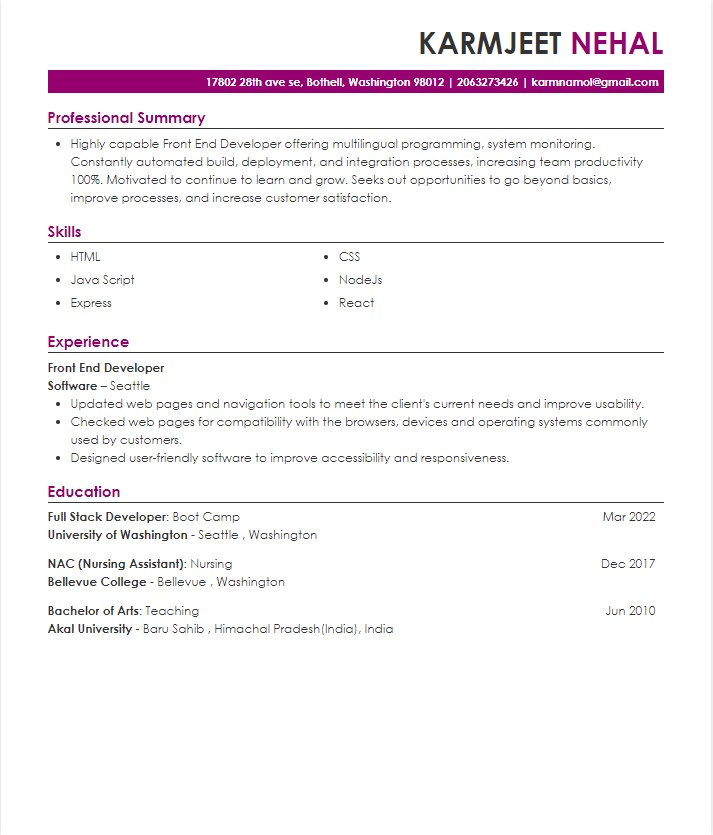 KARMJEET NEHAL
17802 28th ave se, Bothell, Washington 98012 | 2063273426 | karmnamol@gmail.com
Professional Summary
• Highly capable Front End Developer offering multilingual programming, system monitoring.
Constantly automated build, deployment, and integration processes, increasing team productivity
100%. Motivated to continue to learn and grow. Seeks out opportunities to go beyond basics,
improve processes, and increase customer satisfaction.
Skills
• HTML
• CSS
• Java Script
• NodeJs
• Express
• React
Experience
Front End Developer
Software – Seattle
• Updated web pages and navigation tools to meet the client's current needs and improve usability.
• Checked web pages for compatibility with the browsers, devices and operating systems commonly
used by customers.
• Designed user-friendly software to improve accessibility and responsiveness.
Education
Full Stack Developer: Boot Camp Mar 2022
University of Washington - Seattle , Washington
NAC (Nursing Assistant): Nursing Dec 2017
Bellevue College - Bellevue , Washington
Bachelor of Arts: Teaching Jun 2010
Akal University - Baru Sahib , Himachal Pradesh(India), India